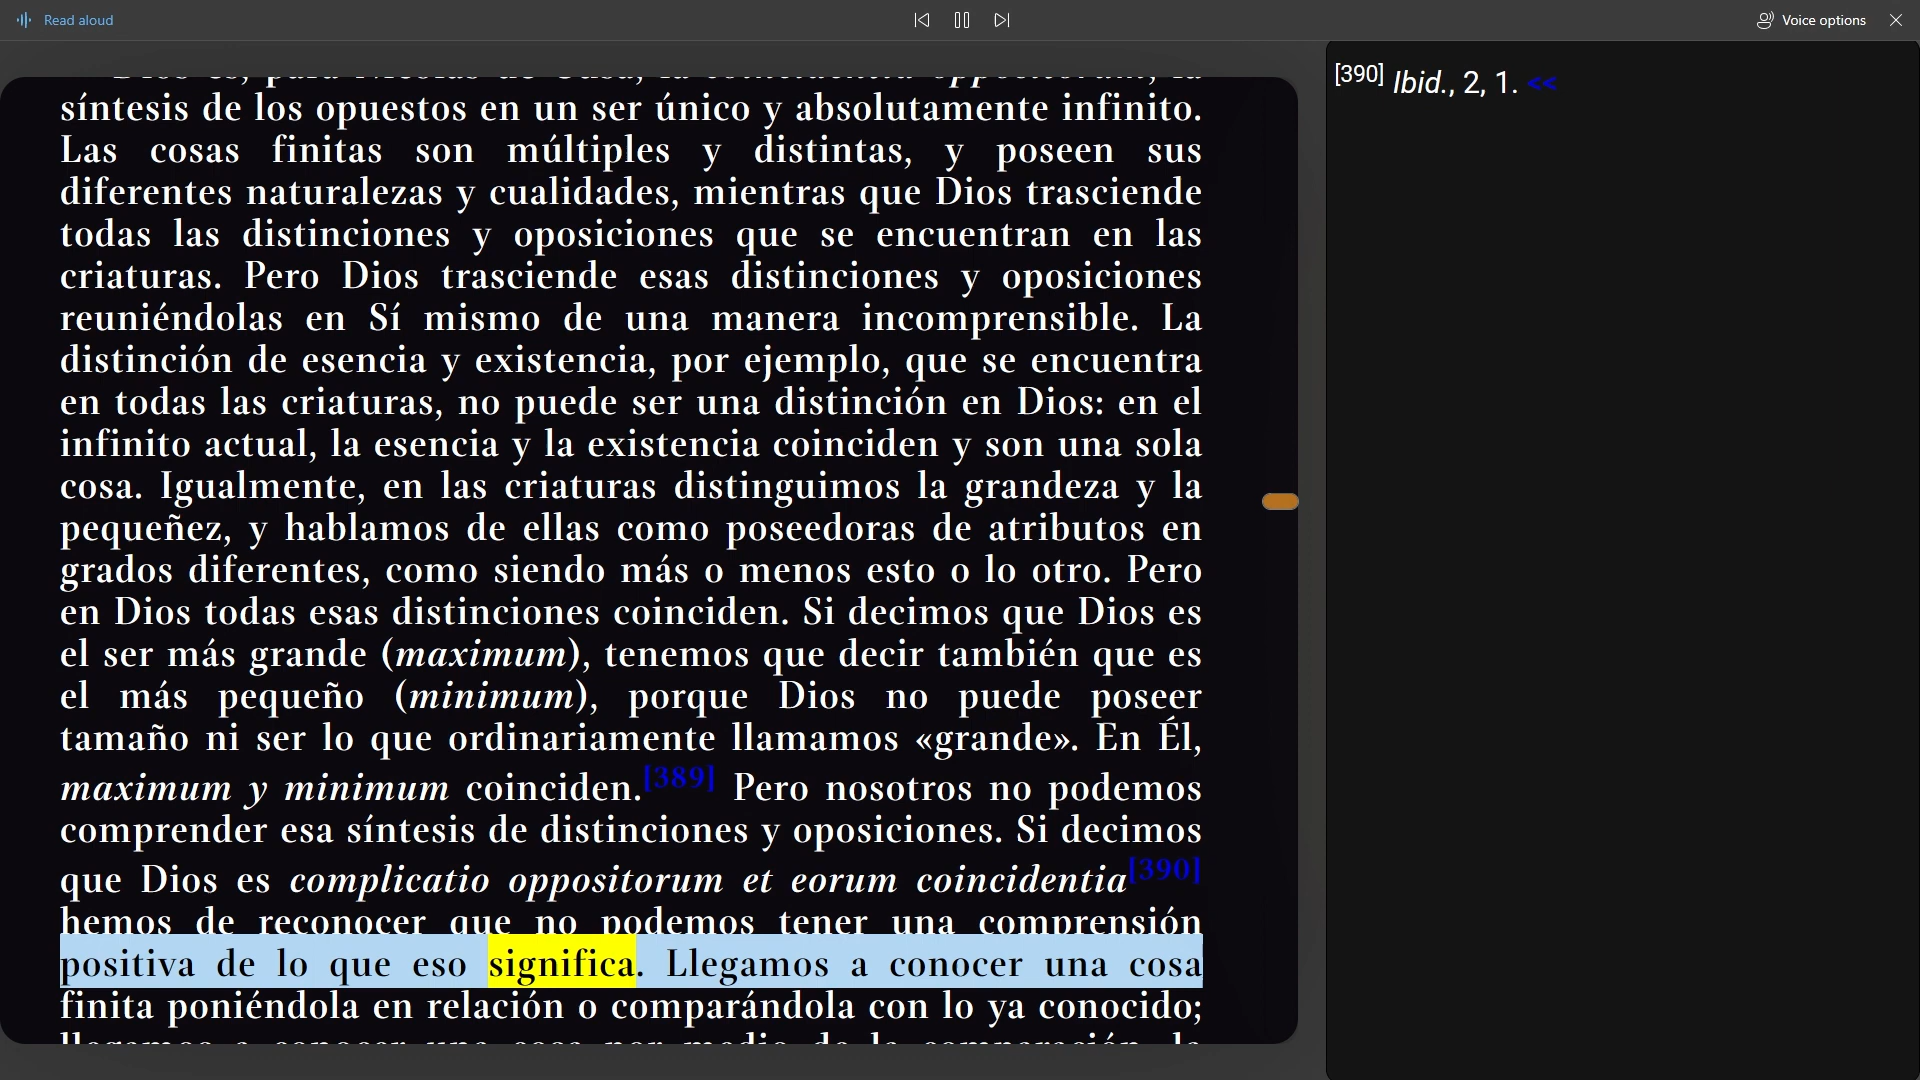 Read aloud
Voice options
síntesis de los opuestos en un ser único y absolutamente infinito.
Las cosas finitas son múltiples y distintas, y poseen sus
diferentes naturalezas y cualidades, mientras que Dios trasciende
todas las distinciones y oposiciones que se encuentran en las
criaturas. Pero Dios trasciende esas distinciones y oposiciones
reuniéndolas en Sí mismo de una manera incomprensible. La
distinción de esencia y existencia, por ejemplo, que se encuentra
en todas las criaturas, no puede ser una distinción en Dios: en el
infinito actual, la esencia y la existencia coinciden y son una sola
cosa. Igualmente, en las criaturas distinguimos la grandeza y la
pequeñez, y hablamos de ellas como poseedoras de atributos en
grados diferentes, como siendo más o menos esto o lo otro. Pero
en Dios todas esas distinciones coinciden. Si decimos que Dios es
el ser más grande (maximum), tenemos que decir también que es
el más pequeño (minimum), porque Dios no puede poseer
tamaño ni ser lo que ordinariamente llamamos «grande». En Él,
maximum y minimum coinciden.[389] Pero nosotros no podemos
comprender esa síntesis de distinciones y oposiciones. Si decimos
que Dios es complicatio oppositorum et eorum coincidentia[390]
hemos de reconocer que no podemos tener una comprensión
positiva de lo que eso significa. Llegamos a conocer una cosa
finita poniéndola en relación o comparándola con lo ya conocido;
[390] Ibid., 2, 1. <<